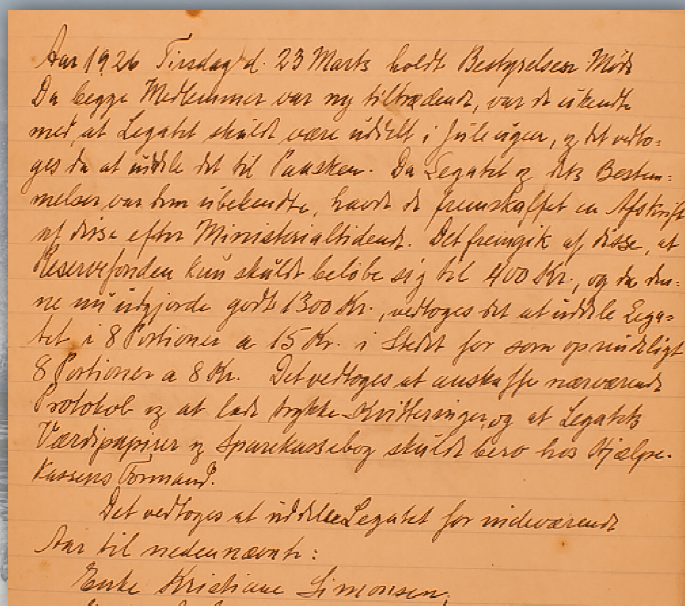 Aar 1926 Tirsdag d. 23 Marts holdt Bestyrelsen Møde
Da begge Medlemmer var ny tiltrædende, var de ukendte
med, at Legatet skulde være uddelt i Juleugen, og det vedto-
ges da at uddele det til Paasken. Da Legatet og dets Bestem-
melser var dem ubekendte, havde de fremskaffet en Afskrift
af disse efter Ministerialtidende. Det fremgik af disse, at
Reservefonden kun skulde beløbe sig til 400 Kr., og da den-
ne nu udgjorde godt 1300 Kr., vedtoges det at uddele Lega-
tet i 8 Portioner a 15 Kr. i Stedet for som oprindeligt
8 Portioner a 8 Kr. Det vedtoges at anskaffe nærværende
Protokol og at lade trykke Kvitteringer, og at Legatets
Værdipapirer og Sparekassebog skulde bero hos Hjælpe-
kassens Formand.
Det vedtoges at uddele Legatet for indeværende
Aar til nedennævnte:
Enke Kristiane Simonsen,